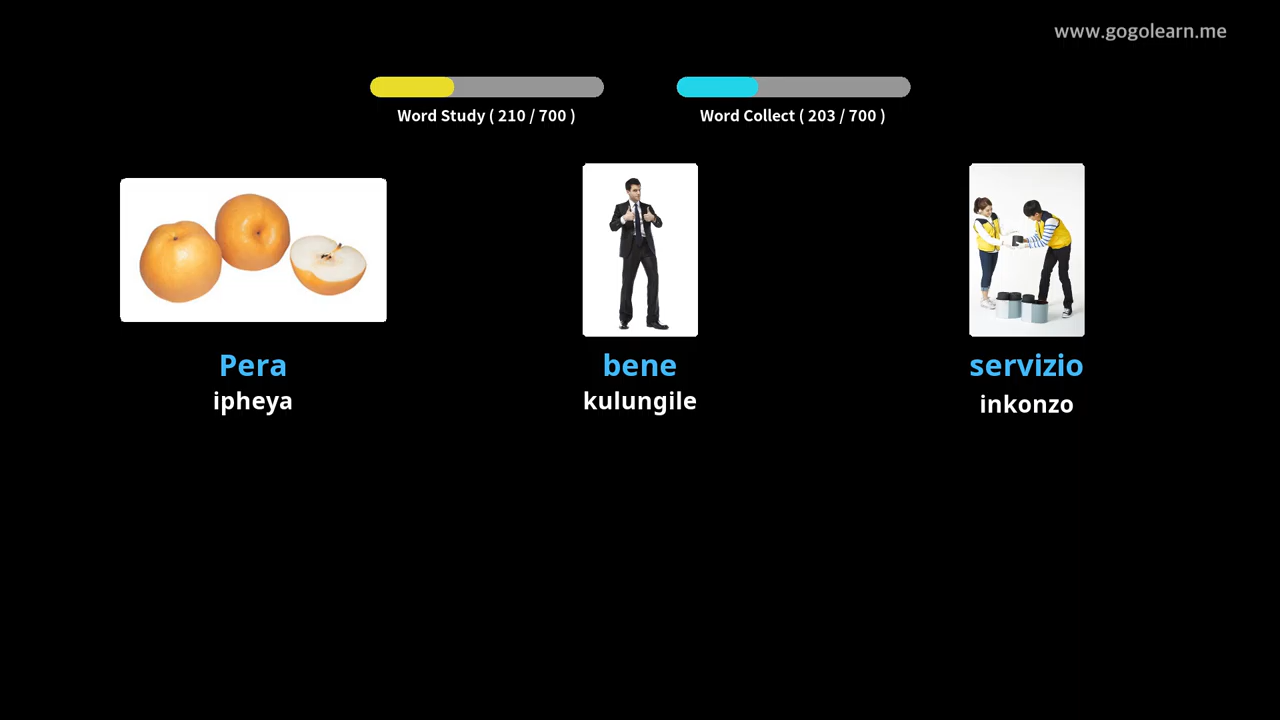 www.gogolearn.me
Word Study ( 210 / 700 )
Word Collect ( 203 / 700 )
Pera
ipheya
bene
kulungile
servizio
inkonzo